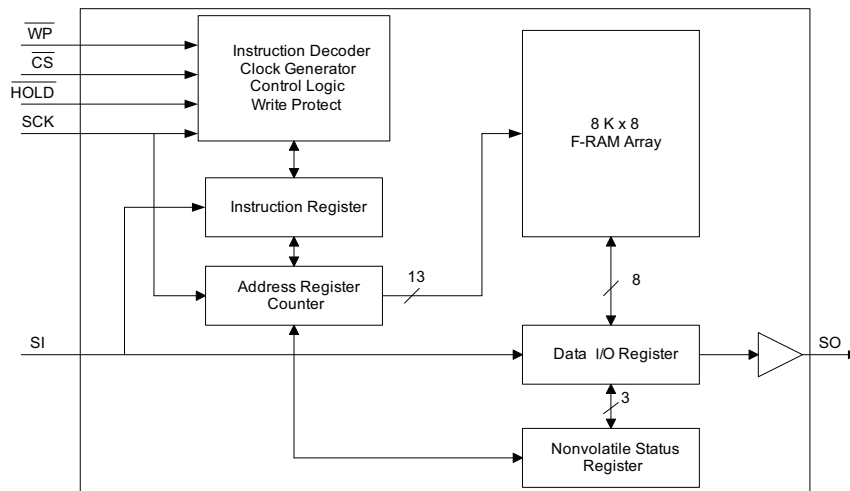 WP
CS
HOLD
SCK
Instruction Decoder
Clock Generator
Control Logic
Write Protect
8 K x 8
F-RAM Array
Instruction Register
Address Register
Counter
13
8
SI
Data I/O Register
SO
3
Nonvolatile Status
Register